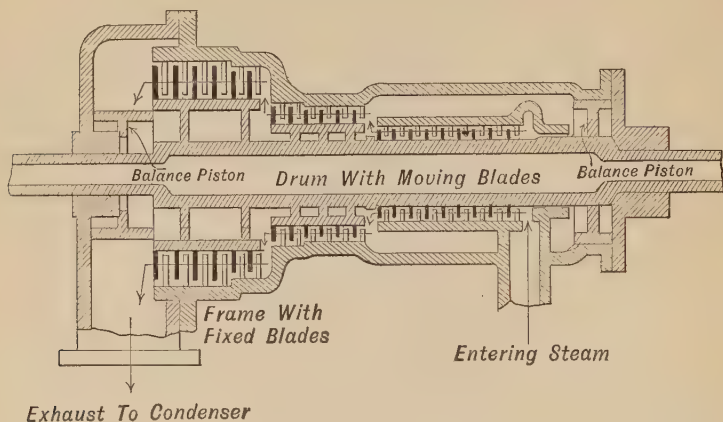 Balance Piston
Drum With Moving Blades
Balance Piston
Frame With
Fixed Blades
Entering Steam
Exhaust To Condenser